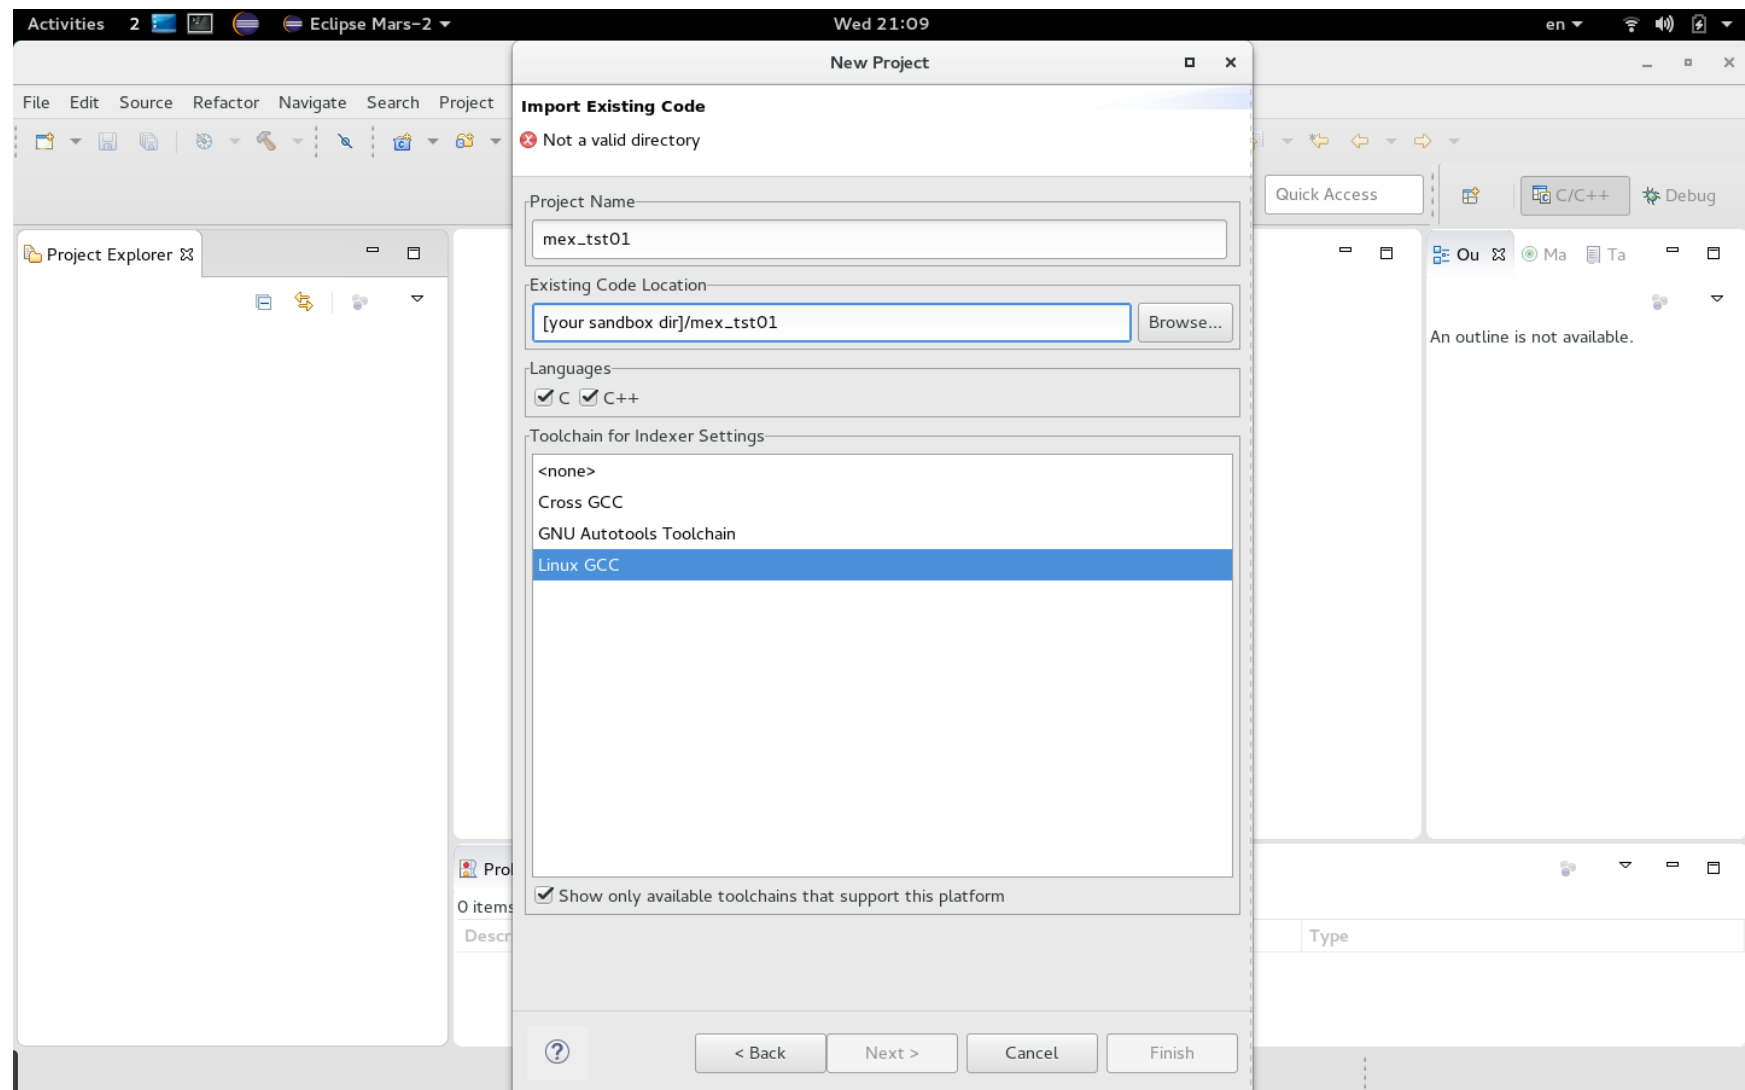 Activities 2 Eclipse Mars-2 Wed 21:09 en
New Project
File Edit Source Refactor Navigate Search Project
Import Existing Code
Not a valid directory
Quick Access C/C++ Debug
Project Name
mex_tst01
Project Explorer
Ou Ma Ta
Existing Code Location
[your sandbox dir]/mex_tst01 Browse...
An outline is not available.
Languages
C C++
Toolchain for Indexer Settings
<none>
Cross GCC
GNU Autotools Toolchain
Linux GCC
Show only available toolchains that support this platform
Pro
0 items
Descr Type
? < Back Next > Cancel Finish